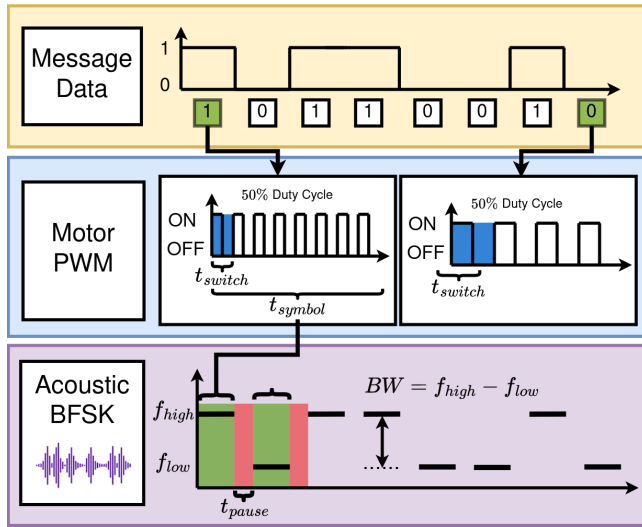 Message
Data
1
0
1 0 1 1 0 0 1 0
Motor
PWM
50% Duty Cycle
ON
OFF
t_switch
t_symbol
50% Duty Cycle
ON
OFF
t_switch
Acoustic
BFSK
f_high
f_low
BW = f_high − f_low
t_pause